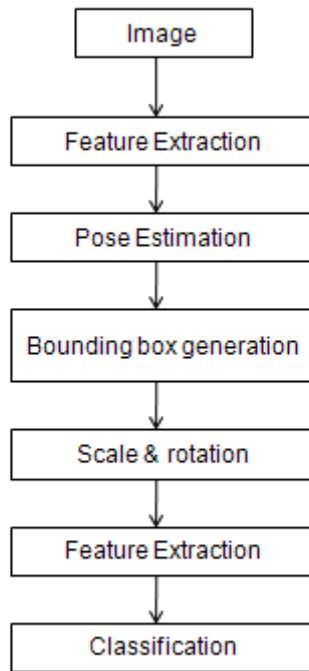 Image
Feature Extraction
Pose Estimation
Bounding box generation
Scale & rotation
Feature Extraction
Classification